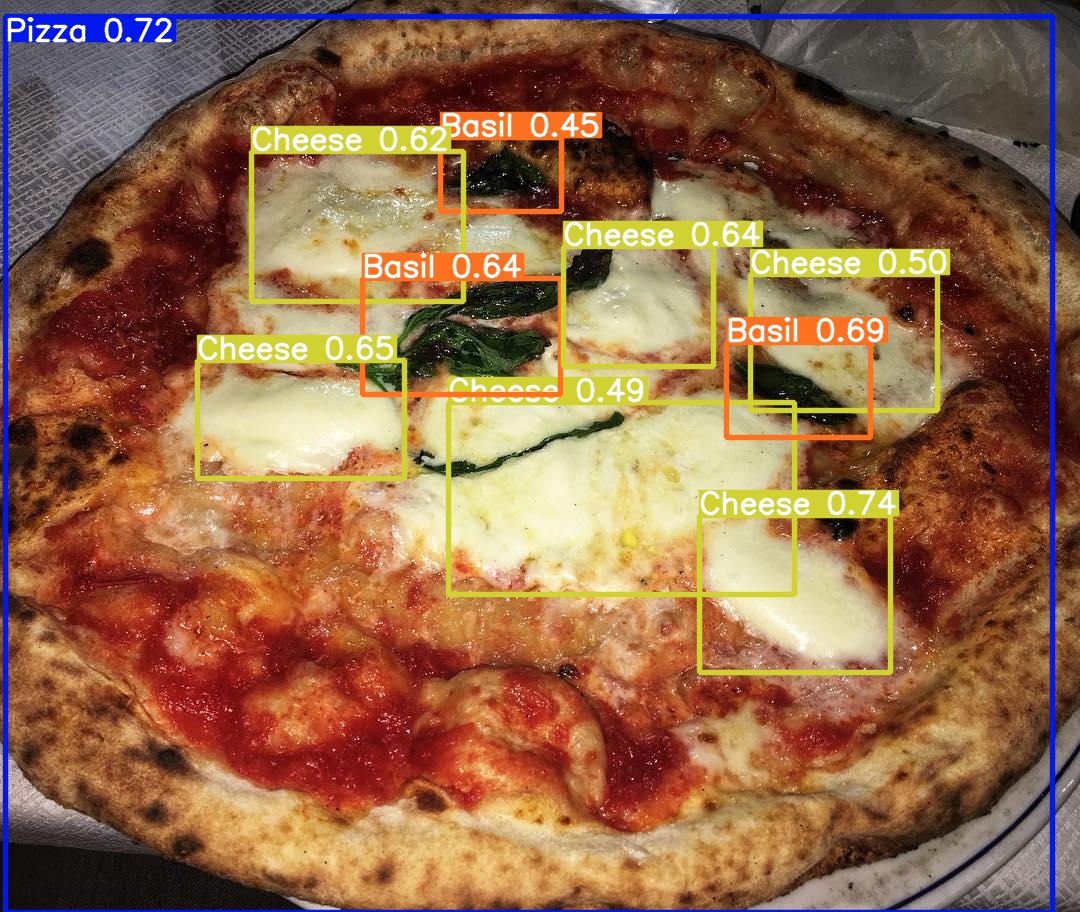 Pizza 0.72
Basil 0.45
Cheese 0.62
Cheese 0.64
Cheese 0.50
Basil 0.64
Basil 0.69
Cheese 0.65
Cheese 0.49
Cheese 0.74